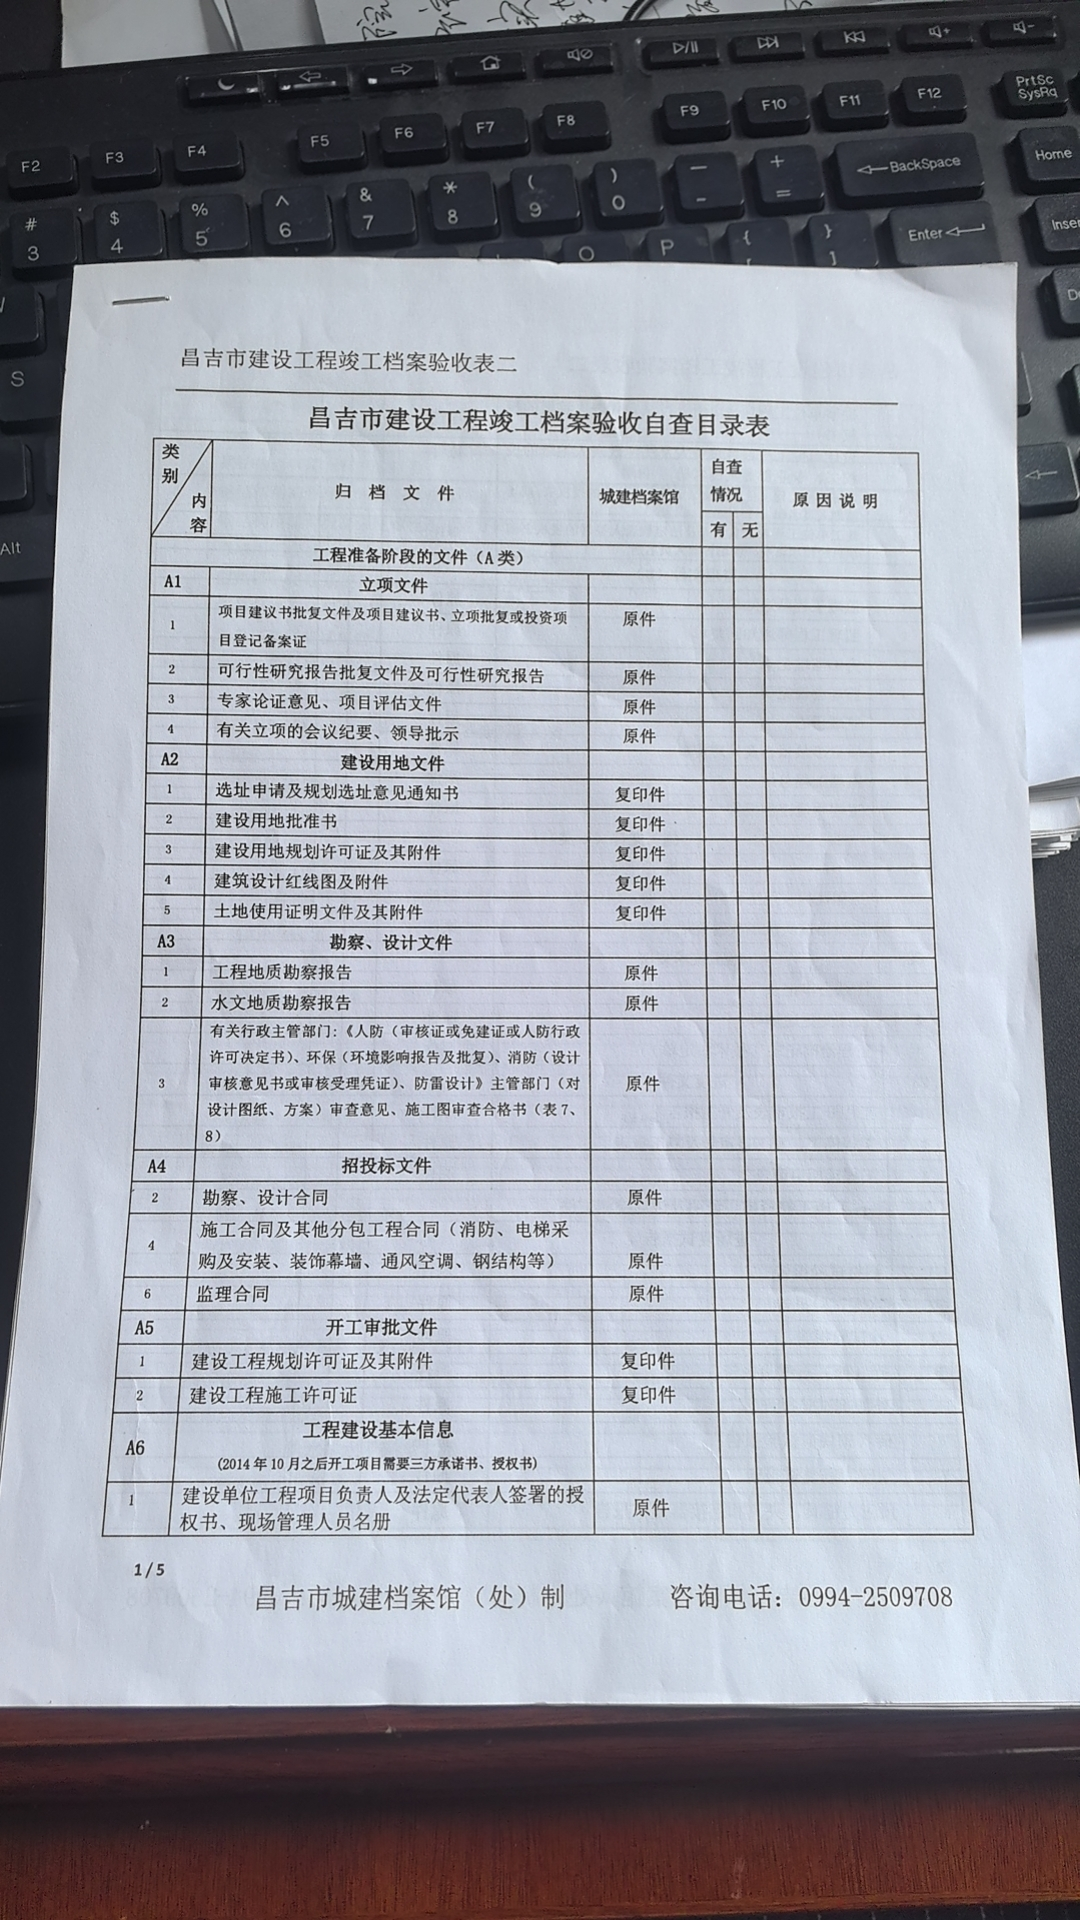 F2 F3 F4 F5 F6 F7 F8 F9 F10 F11 F12 PrtSc
SysRq
# 3 $ 4 % 5 ^ 6 & 7 * 8 ( 9 ) 0 — - + = BackSpace Home
O P { [ } ] Enter
S
Alt
昌吉市建设工程竣工档案验收表二
昌吉市建设工程竣工档案验收自查目录表
类别 内容 归档文件 城建档案馆 自查情况 有 无 原因说明
工程准备阶段的文件（A类）
A1 立项文件
1 项目建议书批复文件及项目建议书、立项批复或投资项 原件
目登记备案证
2 可行性研究报告批复文件及可行性研究报告 原件
3 专家论证意见、项目评估文件 原件
4 有关立项的会议纪要、领导批示 原件
A2 建设用地文件
1 选址申请及规划选址意见通知书 复印件
2 建设用地批准书 复印件
3 建设用地规划许可证及其附件 复印件
4 建筑设计红线图及附件 复印件
5 土地使用证明文件及其附件 复印件
A3 勘察、设计文件
1 工程地质勘察报告 原件
2 水文地质勘察报告 原件
有关行政主管部门：《人防（审核证或免建证或人防行政
许可决定书）、环保（环境影响报告及批复）、消防（设计
3 审核意见书或审核受理凭证）、防雷设计》主管部门（对 原件
设计图纸、方案）审查意见、施工图审查合格书（表7、
8）
A4 招投标文件
2 勘察、设计合同 原件
4 施工合同及其他分包工程合同（消防、电梯采
购及安装、装饰幕墙、通风空调、钢结构等） 原件
6 监理合同 原件
A5 开工审批文件
1 建设工程规划许可证及其附件 复印件
2 建设工程施工许可证 复印件
A6 工程建设基本信息
(2014年10月之后开工项目需要三方承诺书、授权书)
1 建设单位工程项目负责人及法定代表人签署的授 原件
权书、现场管理人员名册
1/5
昌吉市城建档案馆（处）制 咨询电话：0994-2509708